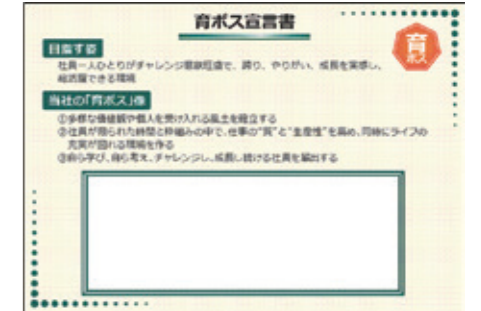 育ボス宣言書
育
ボス
目指す姿
社員一人ひとりがチャレンジ意欲旺盛で、誇り、やりがい、成長を実感し、
総活躍できる環境
当社の「育ボス」像
①多様な価値観や個人を受け入れる風土を確立する
②社員が限られた時間と枠組みの中で、仕事の“質”と“生産性”を高め、同時にライフの
充実が図れる環境を作る
③自ら学び、自ら考え、チャレンジし、成長し続ける社員を輩出する